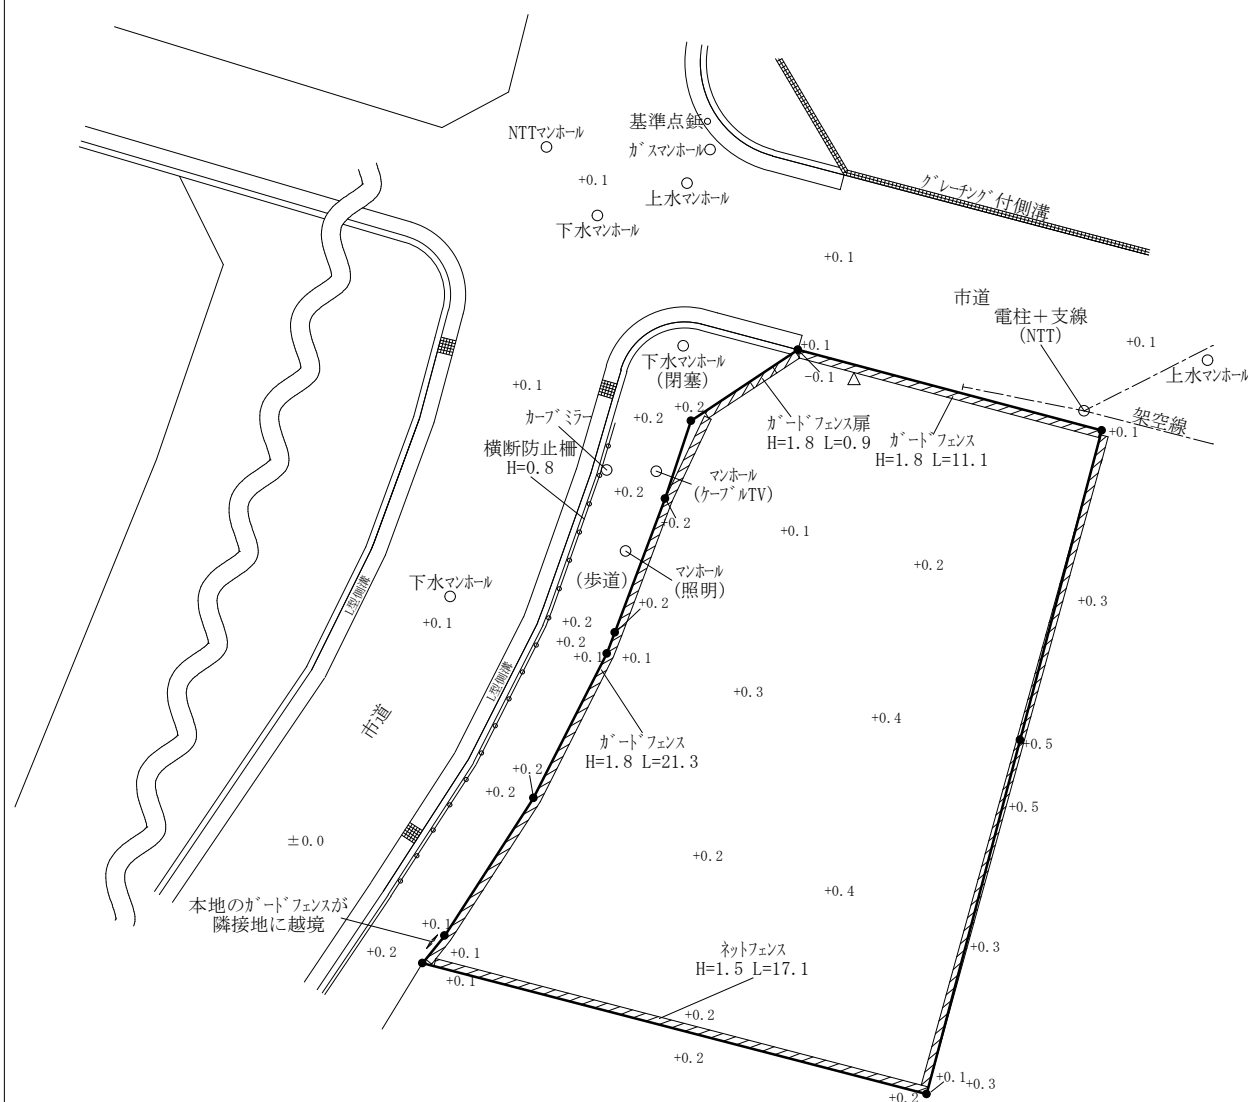 基準点鋲
NTTマンホール
ガスマンホール
+0.1
上水マンホール
グレーチング付側溝
下水マンホール
+0.1
市道
電柱＋支線
(NTT)
+0.1
+0.1
上水マンホール
下水マンホール
(閉塞)
-0.1
+0.1
カーブミラー
+0.2
+0.2
架空線
+0.1
ガードフェンス扉
H=1.8 L=0.9
ガードフェンス
H=1.8 L=11.1
横断防止柵
H=0.8
マンホール
(ケーブルTV)
+0.2
+0.2
+0.1
+0.2
マンホール
(照明)
(歩道)
下水マンホール
L型側溝
+0.3
+0.2
+0.1
+0.2
+0.2
+0.1
+0.1
L型側溝
+0.3
+0.4
市道
ガードフェンス
H=1.8 L=21.3
+0.5
+0.2
+0.2
+0.5
±0.0
+0.2
+0.4
本地のガードフェンスが
隣接地に越境
+0.1
+0.2
+0.1
+0.3
ネットフェンス
H=1.5 L=17.1
+0.1
+0.2
+0.2
+0.1
+0.3
+0.2